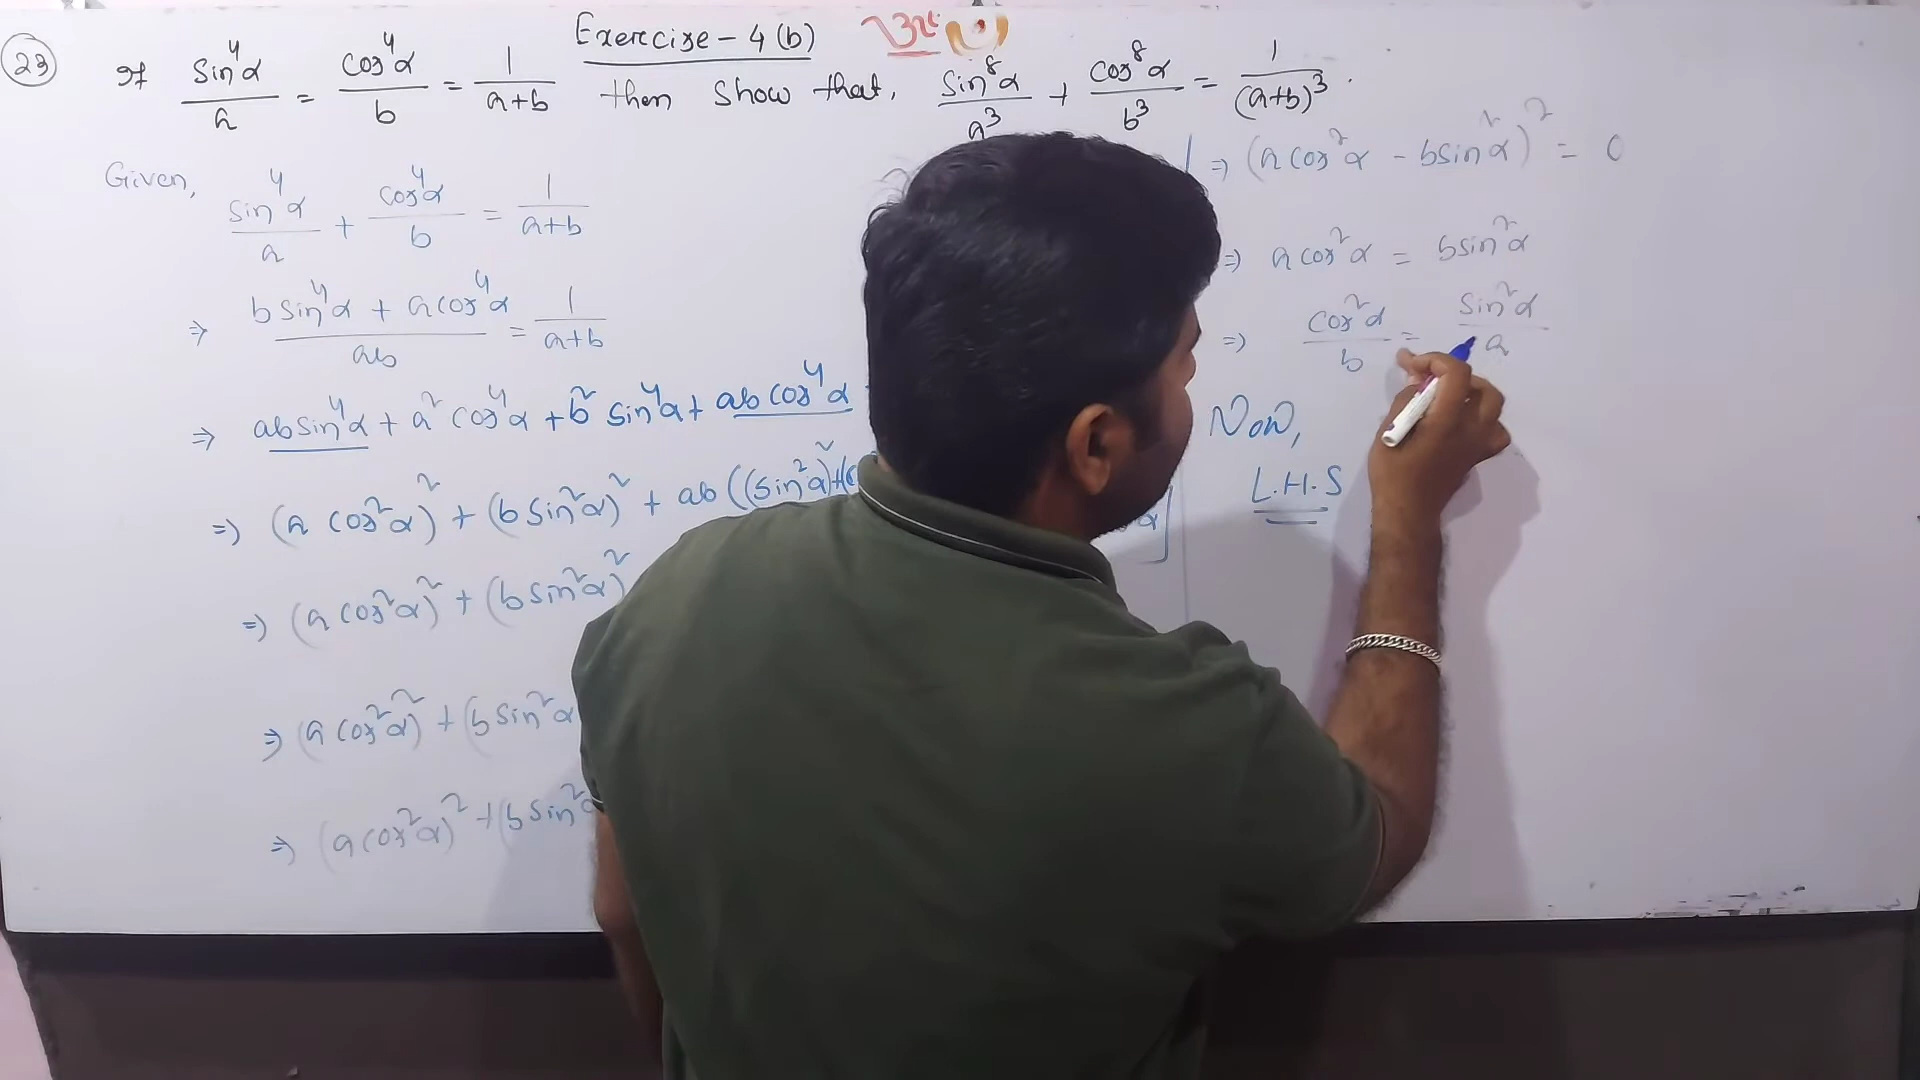 Exercise - 4 (b)
23 If sin⁴α/a = cos⁴α/b = 1/(a+b) then show that, sin⁸α/a³ + cos⁸α/b³ = 1/(a+b)³.
Given, sin⁴α/a + cos⁴α/b = 1/(a+b)
⇒ (b sin⁴α + a cos⁴α)/ab = 1/(a+b)
⇒ ab sin⁴α + a² cos⁴α + b² sin⁴α + ab cos⁴α
⇒ (a cos²α)² + (b sin²α)² + ab ((sin²α)² + (c
⇒ (a cos²α)² + (b sin²α)²
⇒ (a cos²α)² + (b sin²α
⇒ (a cos²α)² + (b sin²
⇒ (a cos²α - b sin²α)² = 0
⇒ a cos²α = b sin²α
⇒ cos²α/b = sin²α/a
Now,
L.H.S